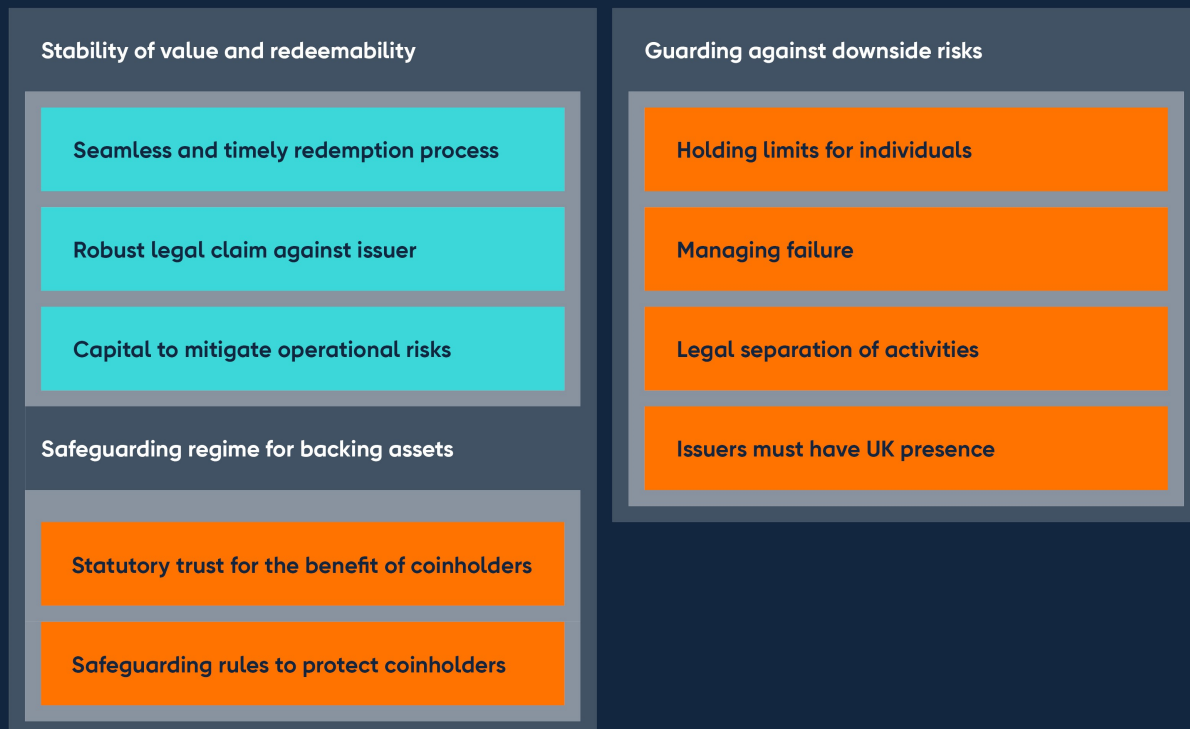 Stability of value and redeemability
Seamless and timely redemption process
Robust legal claim against issuer
Capital to mitigate operational risks
Safeguarding regime for backing assets
Statutory trust for the benefit of coinholders
Safeguarding rules to protect coinholders
Guarding against downside risks
Holding limits for individuals
Managing failure
Legal separation of activities
Issuers must have UK presence